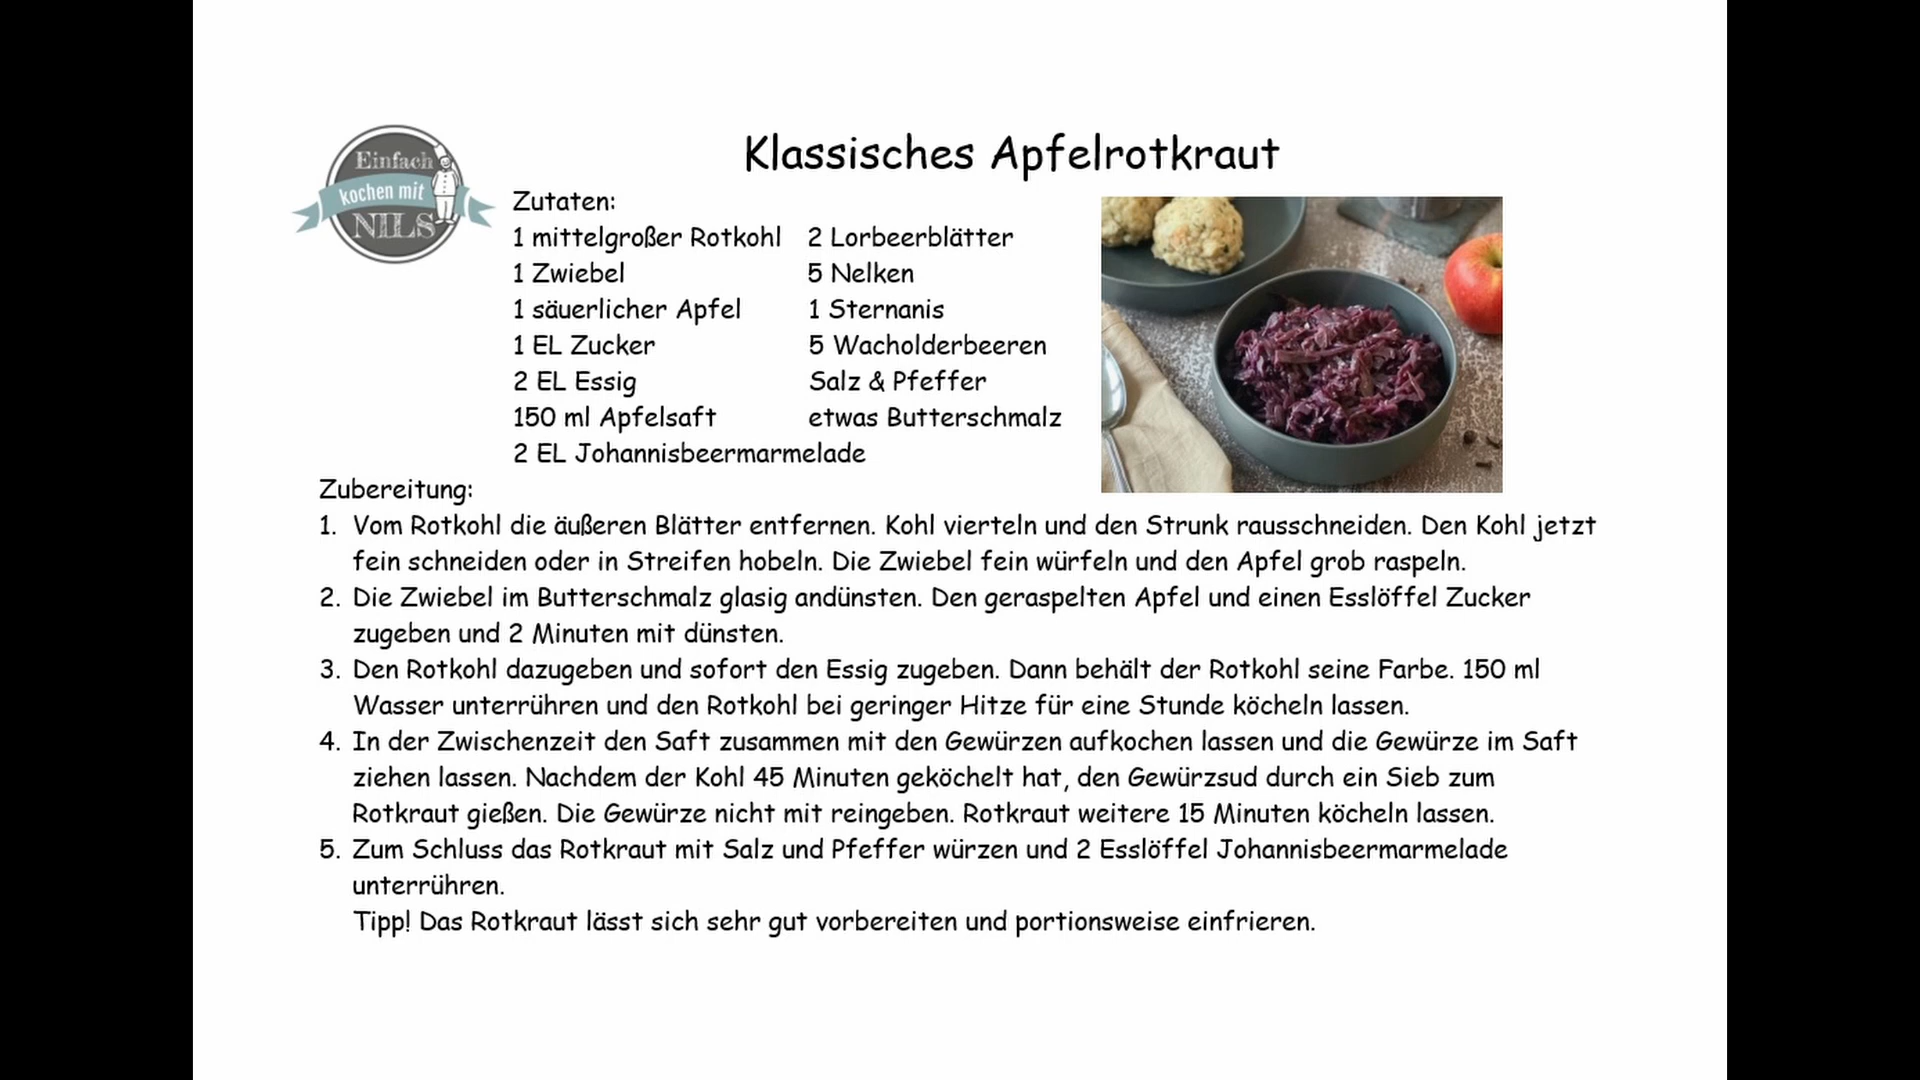 Einfach
kochen mit
NILS
Klassisches Apfelrotkraut
Zutaten:
1 mittelgroßer Rotkohl 2 Lorbeerblätter
1 Zwiebel 5 Nelken
1 säuerlicher Apfel 1 Sternanis
1 EL Zucker 5 Wacholderbeeren
2 EL Essig Salz & Pfeffer
150 ml Apfelsaft etwas Butterschmalz
2 EL Johannisbeermarmelade
Zubereitung:
1. Vom Rotkohl die äußeren Blätter entfernen. Kohl vierteln und den Strunk rausschneiden. Den Kohl jetzt
fein schneiden oder in Streifen hobeln. Die Zwiebel fein würfeln und den Apfel grob raspeln.
2. Die Zwiebel im Butterschmalz glasig andünsten. Den geraspelten Apfel und einen Esslöffel Zucker
zugeben und 2 Minuten mit dünsten.
3. Den Rotkohl dazugeben und sofort den Essig zugeben. Dann behält der Rotkohl seine Farbe. 150 ml
Wasser unterrühren und den Rotkohl bei geringer Hitze für eine Stunde köcheln lassen.
4. In der Zwischenzeit den Saft zusammen mit den Gewürzen aufkochen lassen und die Gewürze im Saft
ziehen lassen. Nachdem der Kohl 45 Minuten geköchelt hat, den Gewürzsud durch ein Sieb zum
Rotkraut gießen. Die Gewürze nicht mit reingeben. Rotkraut weitere 15 Minuten köcheln lassen.
5. Zum Schluss das Rotkraut mit Salz und Pfeffer würzen und 2 Esslöffel Johannisbeermarmelade
unterrühren.
Tipp! Das Rotkraut lässt sich sehr gut vorbereiten und portionsweise einfrieren.